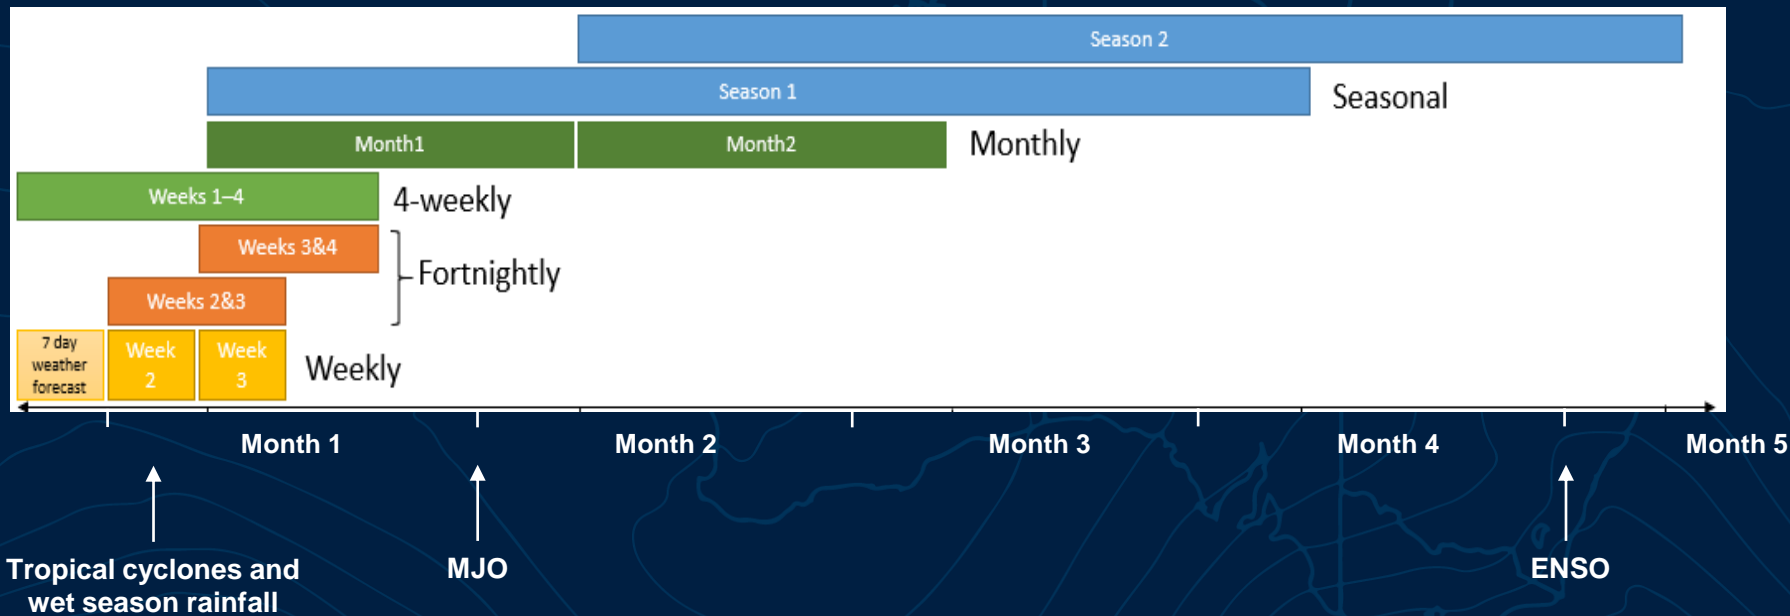 Season 2
Season 1
Seasonal
Month1
Month2
Monthly
Weeks 1–4
4-weekly
Weeks 3&4
Fortnightly
Weeks 2&3
7 day
weather
forecast
Week
2
Week
3
Weekly
Month 1
Month 2
Month 3
Month 4
Month 5
Tropical cyclones and
wet season rainfall
MJO
ENSO